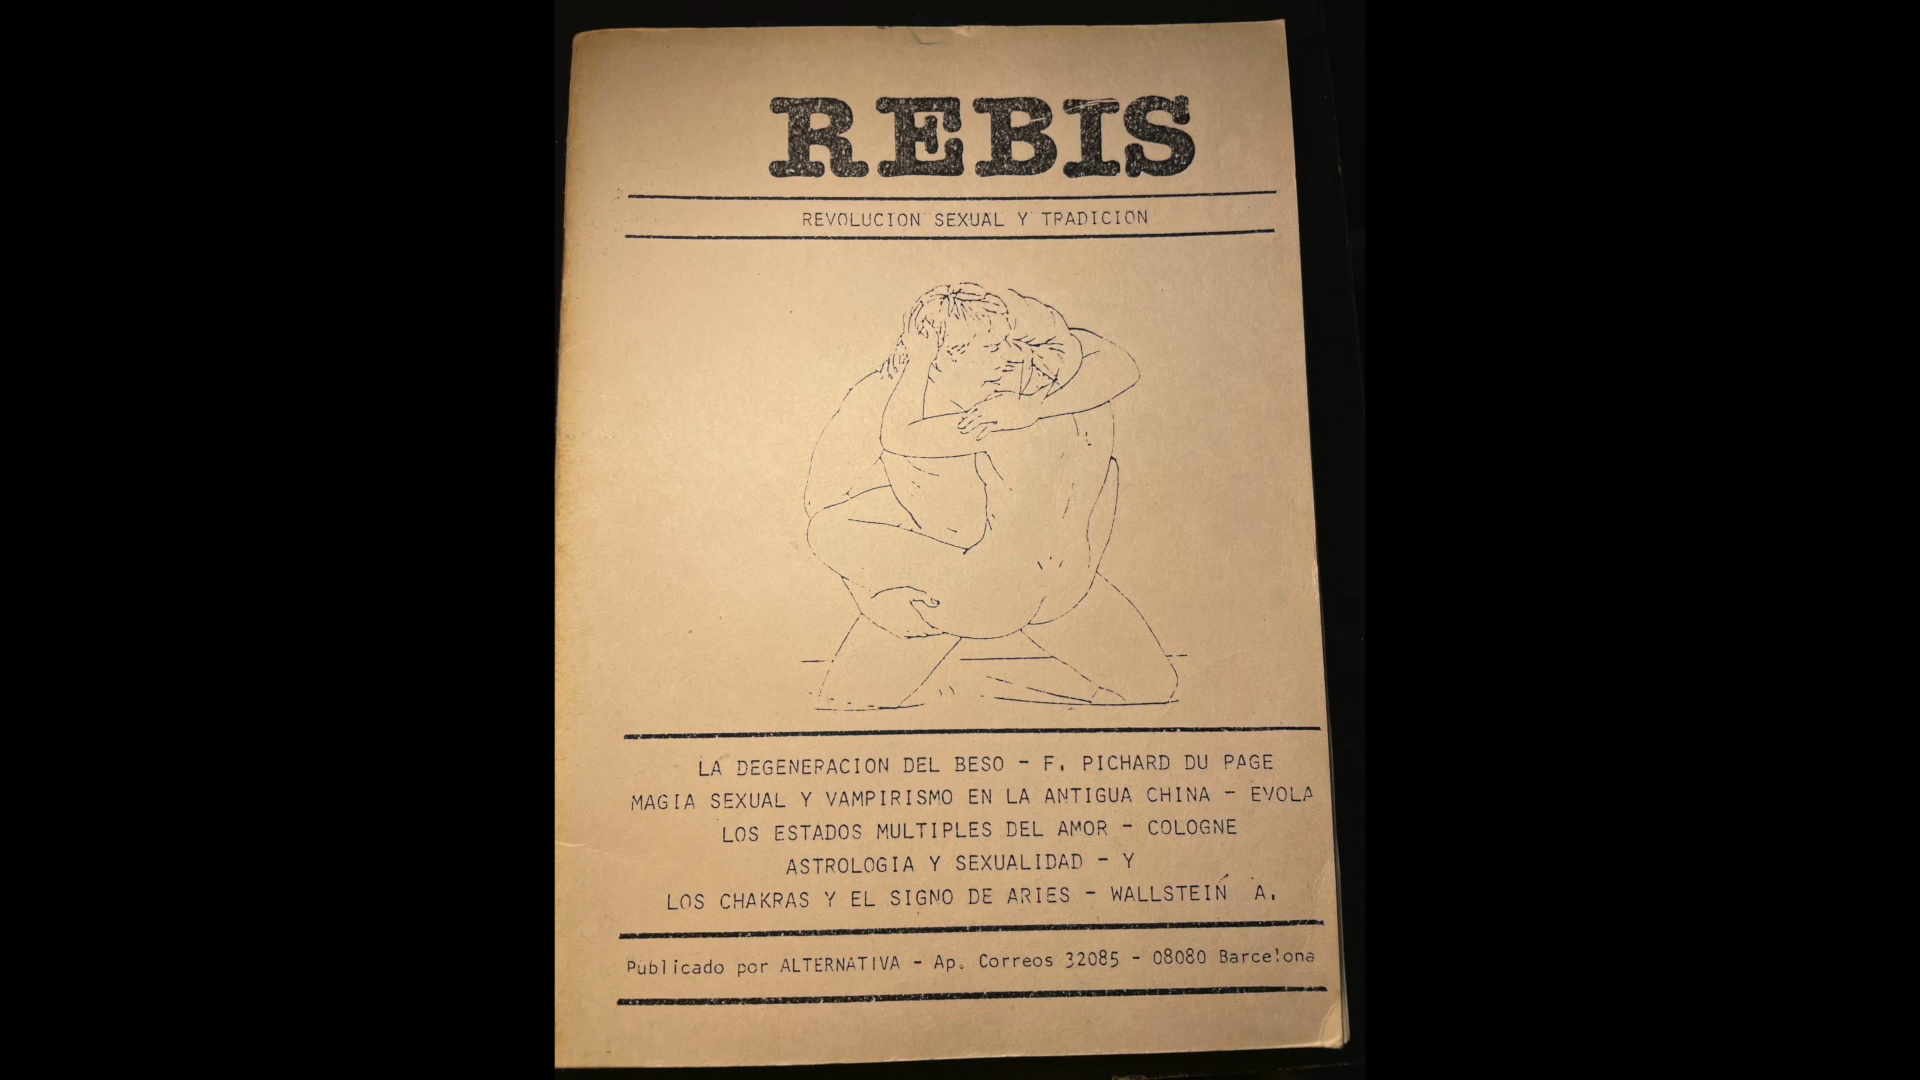 REBIS
REVOLUCION SEXUAL Y TRADICION
LA DEGENERACION DEL BESO - F. PICHARD DU PAGE
MAGIA SEXUAL Y VAMPIRISMO EN LA ANTIGUA CHINA - EVOLA
LOS ESTADOS MULTIPLES DEL AMOR - COLOGNE
ASTROLOGIA Y SEXUALIDAD - Y
LOS CHAKRAS Y EL SIGNO DE ARIES - WALLSTEIN A.
Publicado por ALTERNATIVA - Ap. Correos 32085 - 08080 Barcelona